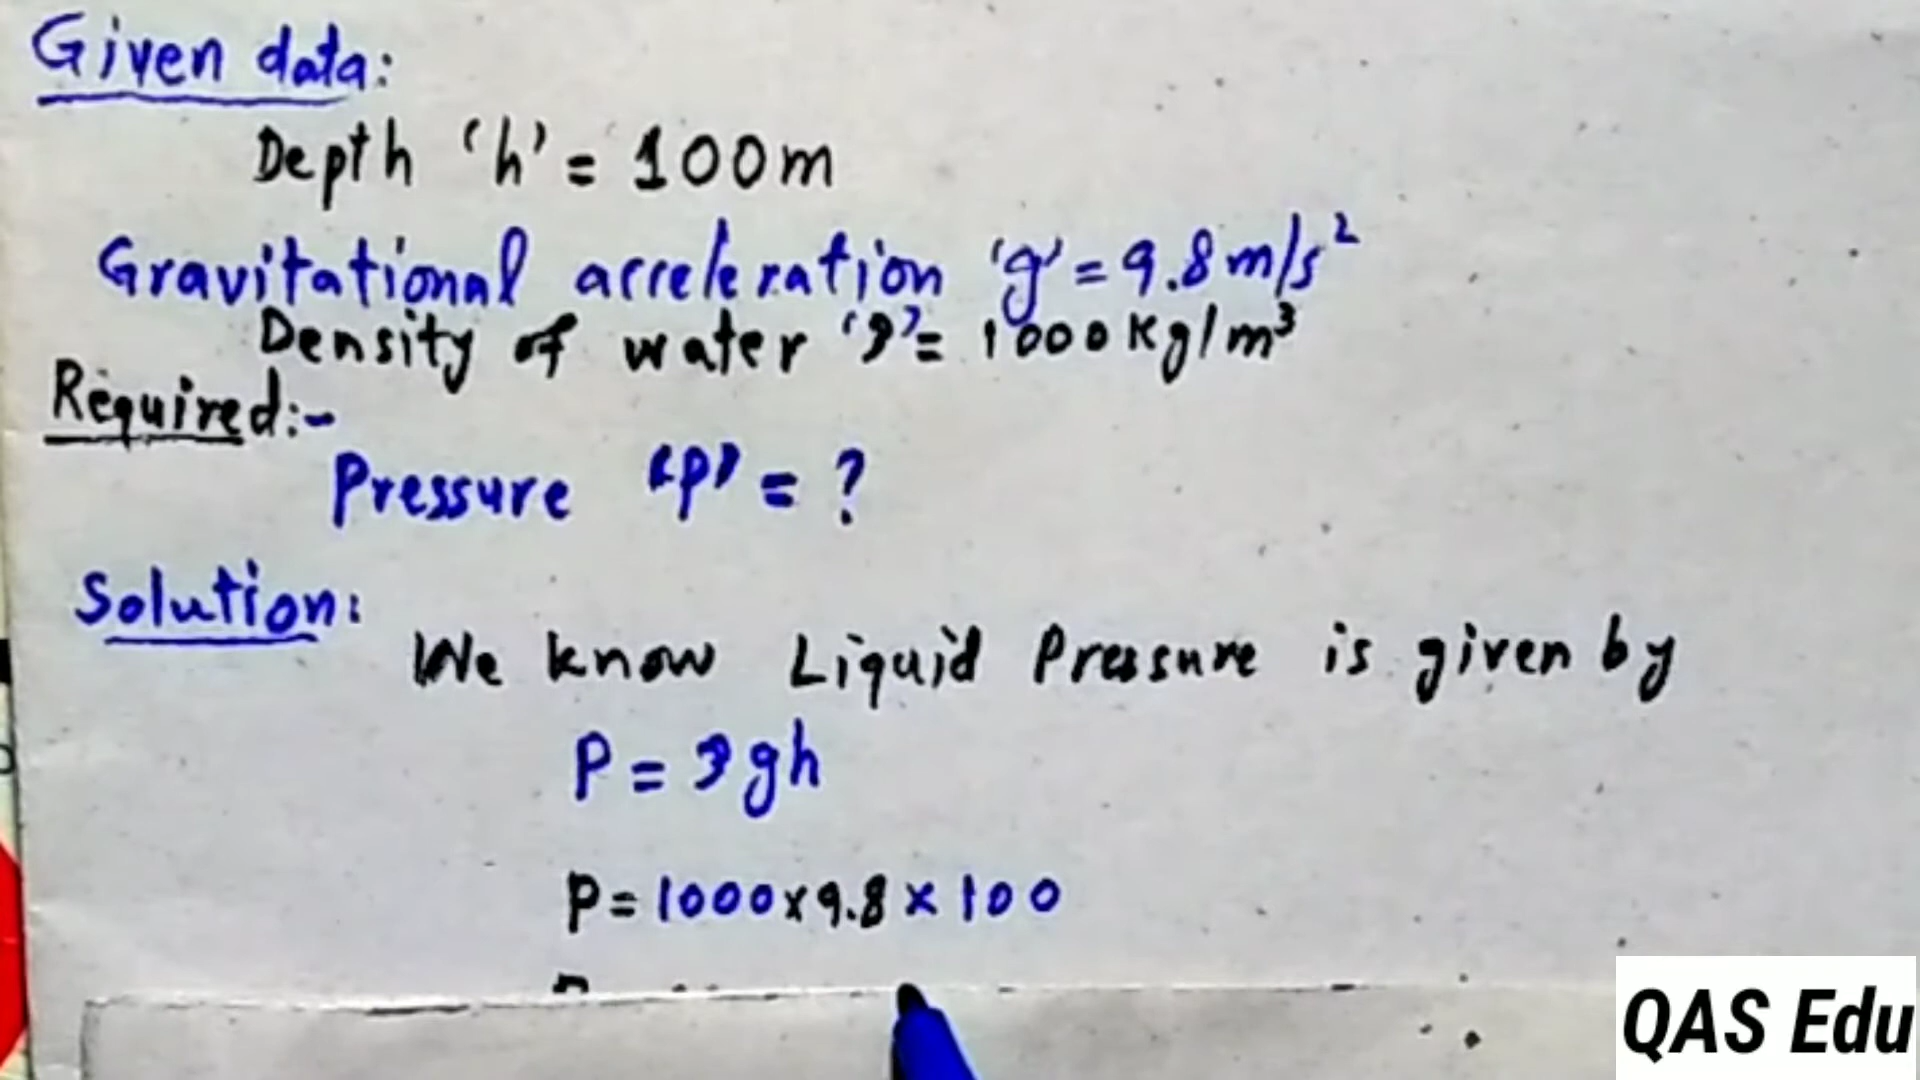 Given data:
Depth 'h' = 100m
Gravitational acceleration 'g' = 9.8 m/s²
Density of water 'ρ' = 1000 Kg/m³
Required:-
Pressure 'p' = ?
Solution:
We know Liquid Pressure is given by
P = ρgh
P = 1000 x 9.8 x 100
QAS Edu